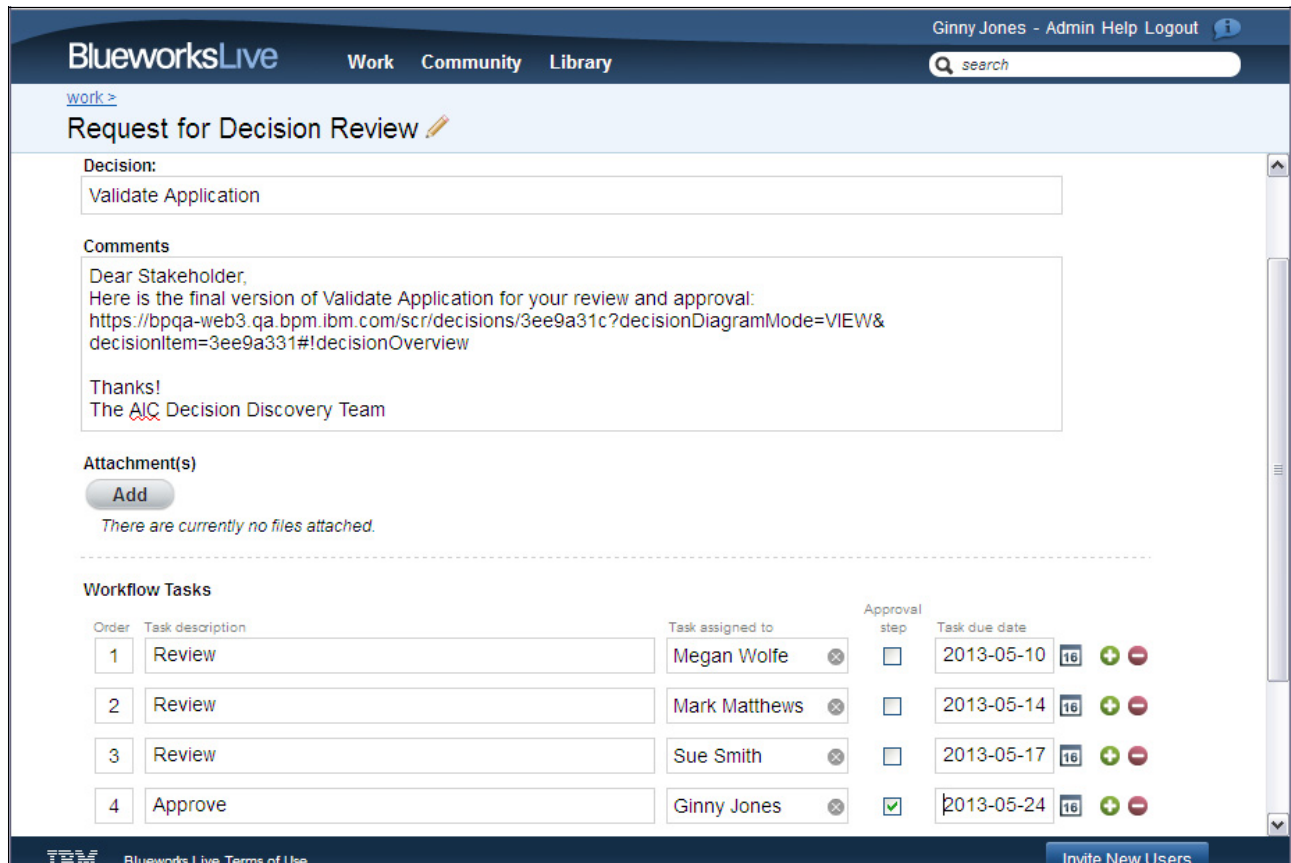 Ginny Jones - Admin Help Logout
BlueworksLive Work Community Library search
work >
Request for Decision Review
Decision:
Validate Application
Comments
Dear Stakeholder,
Here is the final version of Validate Application for your review and approval:
https://bpqa-web3.qa.bpm.ibm.com/scr/decisions/3ee9a31c?decisionDiagramMode=VIEW&
decisionItem=3ee9a331#!decisionOverview
Thanks!
The AIC Decision Discovery Team
Attachment(s)
Add
There are currently no files attached.
Workflow Tasks
Order Task description Task assigned to Approval step Task due date
1 Review Megan Wolfe 2013-05-10 16
2 Review Mark Matthews 2013-05-14 16
3 Review Sue Smith 2013-05-17 16
4 Approve Ginny Jones 2013-05-24 16
IBM Blueworks Live Terms of Use Invite New Users